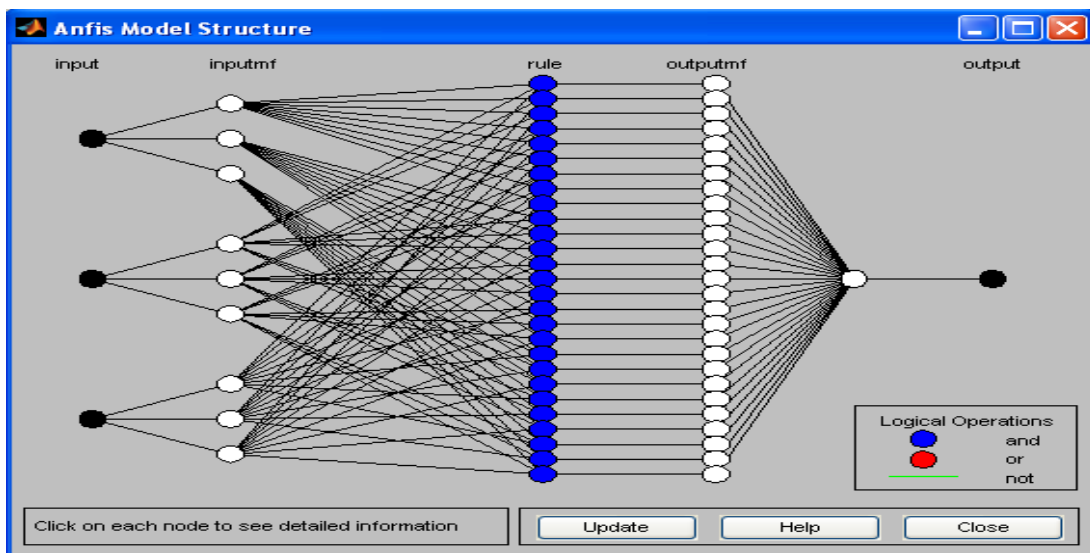 Anfis Model Structure
input inputmf rule outputmf output
Logical Operations
and
or
not
Click on each node to see detailed information
Update Help Close